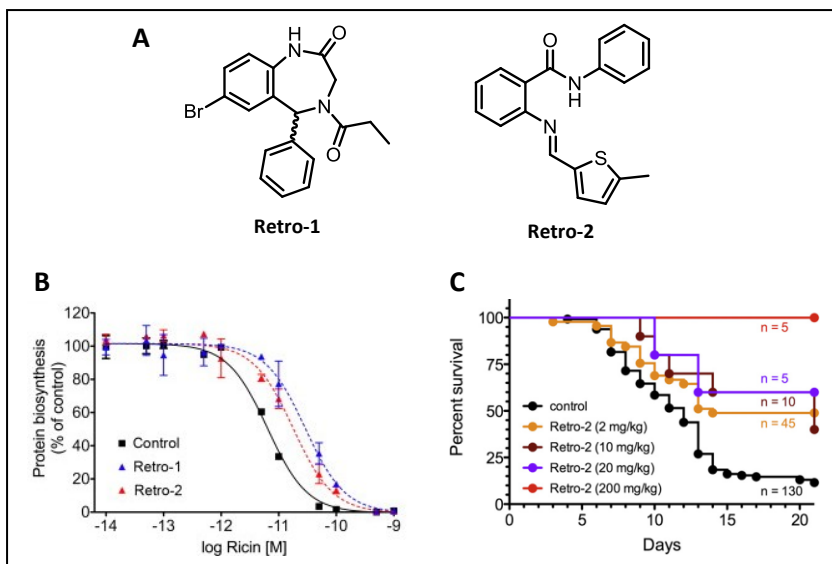 A
NH
O
Br
N
O
Retro-1
O
N
H
N
S
Retro-2
B
Protein biosynthesis
(% of control)
120
100
80
60
40
20
0
Control
Retro-1
Retro-2
-14
-13
-12
-11
-10
-9
log Ricin [M]
C
Percent survival
100
75
50
25
0
n = 5
n = 5
n = 10
n = 45
n = 130
control
Retro-2 (2 mg/kg)
Retro-2 (10 mg/kg)
Retro-2 (20 mg/kg)
Retro-2 (200 mg/kg)
0
5
10
15
20
Days